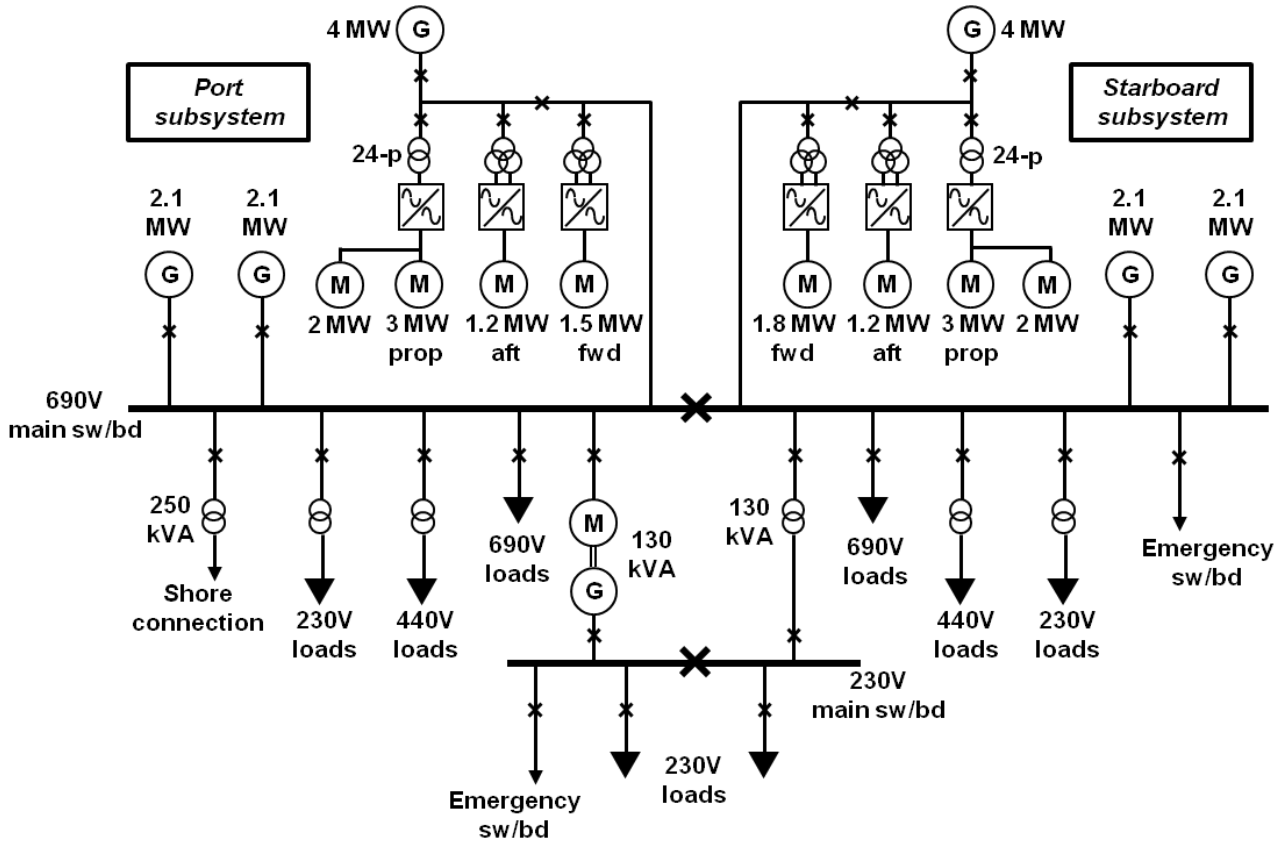 4 MW
G
G
4 MW
Port
subsystem
Starboard
subsystem
24-p
24-p
2.1
MW
2.1
MW
2.1
MW
2.1
MW
G
G
M
M
M
M
M
M
M
M
G
G
2 MW
3 MW
prop
1.2 MW
aft
1.5 MW
fwd
1.8 MW
fwd
1.2 MW
aft
3 MW
prop
2 MW
690V
main sw/bd
250
kVA
Shore
connection
230V
loads
440V
loads
690V
loads
M
G
130
kVA
130
kVA
690V
loads
440V
loads
230V
loads
Emergency
sw/bd
230V
main sw/bd
Emergency
sw/bd
230V
loads